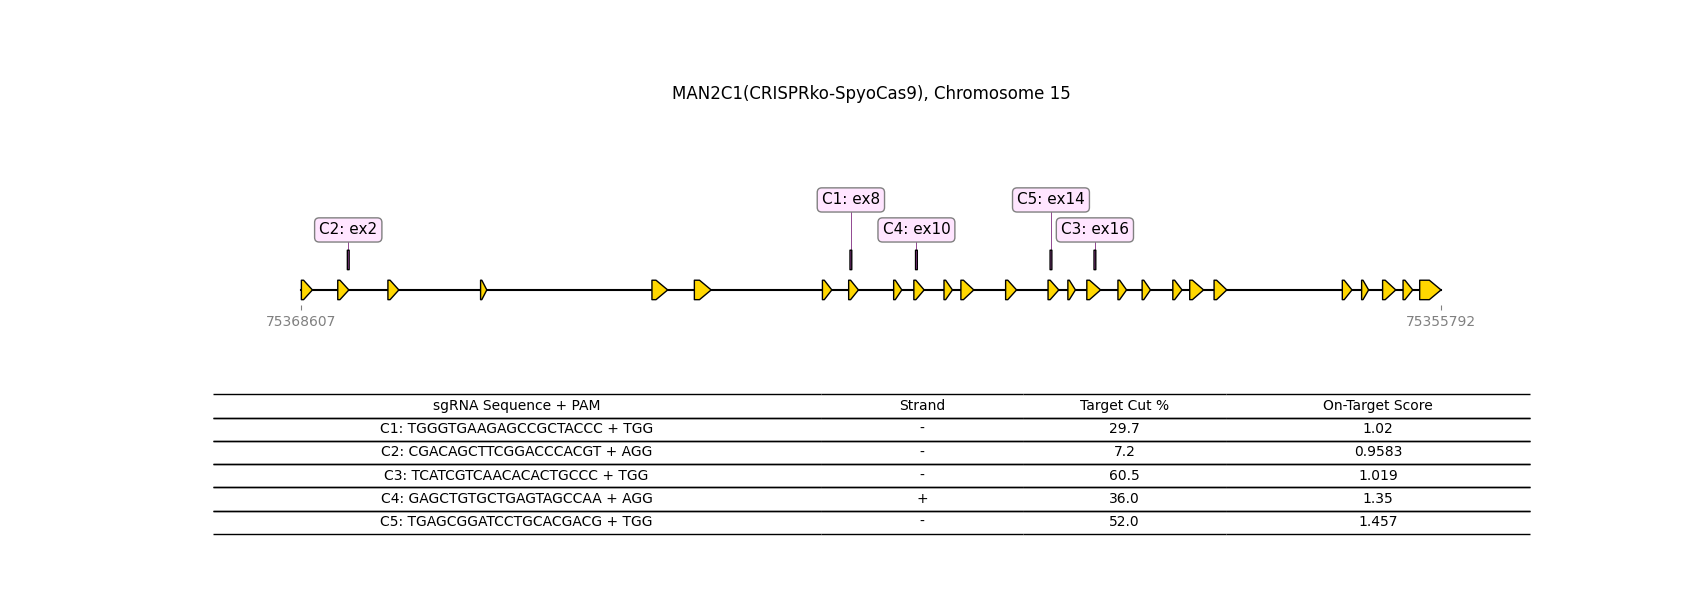 MAN2C1(CRISPRko-SpyoCas9), Chromosome 15
C1: ex8
C5: ex14
C2: ex2
C4: ex10
C3: ex16
75368607
75355792
sgRNA Sequence + PAM Strand Target Cut % On-Target Score
C1: TGGGTGAAGAGCCGCTACCC + TGG - 29.7 1.02
C2: CGACAGCTTCGGACCCACGT + AGG - 7.2 0.9583
C3: TCATCGTCAACACACTGCCC + TGG - 60.5 1.019
C4: GAGCTGTGCTGAGTAGCCAA + AGG + 36.0 1.35
C5: TGAGCGGATCCTGCACGACG + TGG - 52.0 1.457